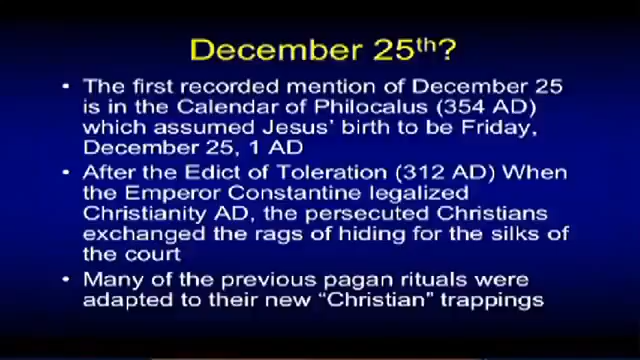 December 25th?
• The first recorded mention of December 25
is in the Calendar of Philocalus (354 AD)
which assumed Jesus' birth to be Friday,
December 25, 1 AD
• After the Edict of Toleration (312 AD) When
the Emperor Constantine legalized
Christianity AD, the persecuted Christians
exchanged the rags of hiding for the silks of
the court
• Many of the previous pagan rituals were
adapted to their new “Christian” trappings